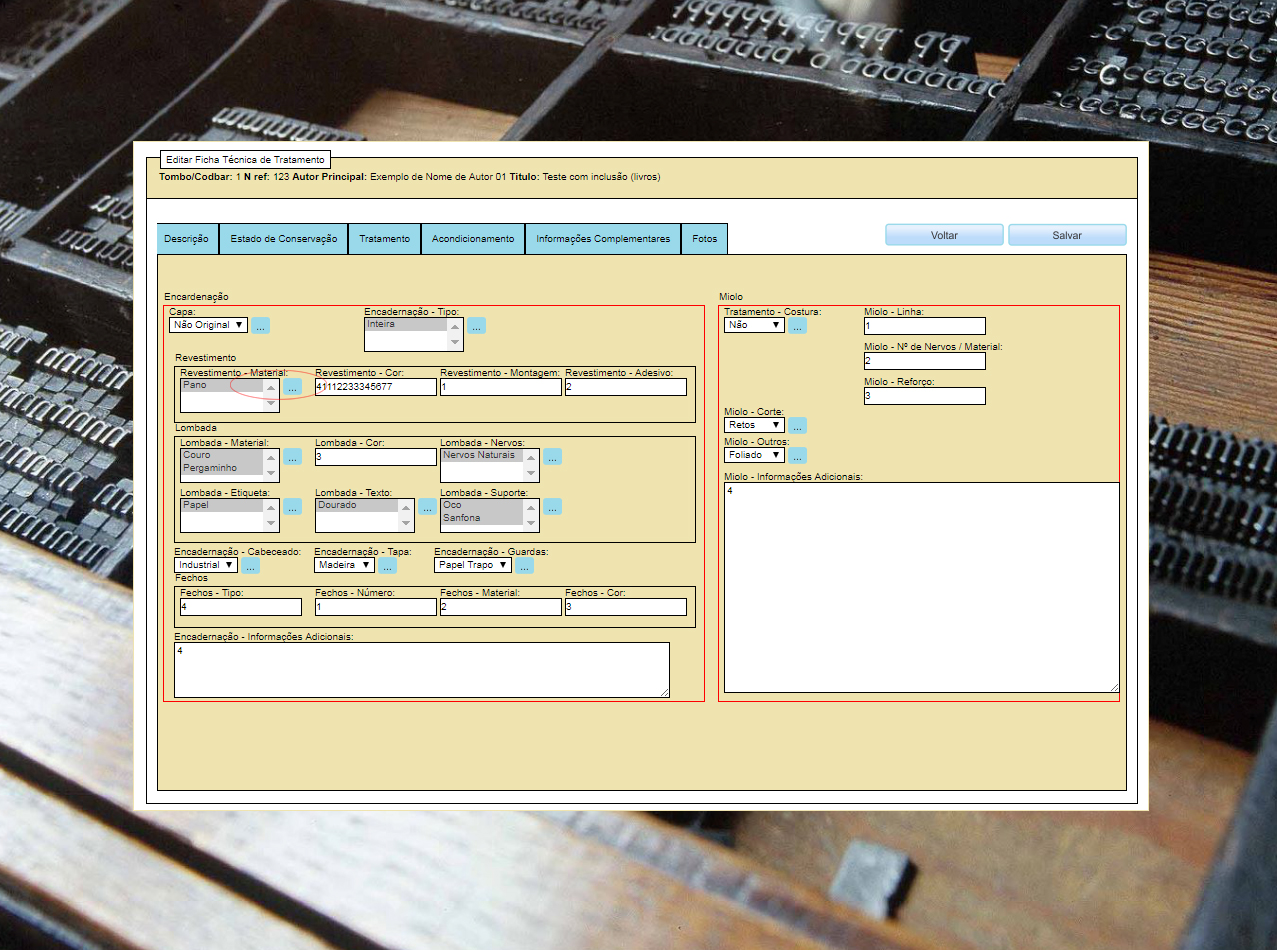 Editar Ficha Técnica de Tratamento
Tombo/Codbar: 1 N ref: 123 Autor Principal: Exemplo de Nome de Autor 01 Titulo: Teste com inclusão (livros)
Descrição Estado de Conservação Tratamento Acondicionamento Informações Complementares Fotos Voltar Salvar
Encardenação
Capa: Encadernação - Tipo:
Não Original ... Inteira ...
Revestimento
Revestimento - Material: Revestimento - Cor: Revestimento - Montagem: Revestimento - Adesivo:
Pano ... 41112233345677 1 2
Lombada
Lombada - Material: Lombada - Cor: Lombada - Nervos:
Couro ... 3 Nervos Naturais ...
Pergaminho
Lombada - Etiqueta: Lombada - Texto: Lombada - Suporte:
Papel ... Dourado ... Oco ...
Sanfona
Encadernação - Cabeceado: Encadernação - Tapa: Encadernação - Guardas:
Industrial ... Madeira ... Papel Trapo ...
Fechos
Fechos - Tipo: Fechos - Número: Fechos - Material: Fechos - Cor:
4 1 2 3
Encadernação - Informações Adicionais:
4
Miolo
Tratamento - Costura: Miolo - Linha:
Não ... 1
Miolo - Nº de Nervos / Material:
2
Miolo - Reforço:
3
Miolo - Corte:
Retos ...
Miolo - Outros:
Foliado ...
Miolo - Informações Adicionais:
4